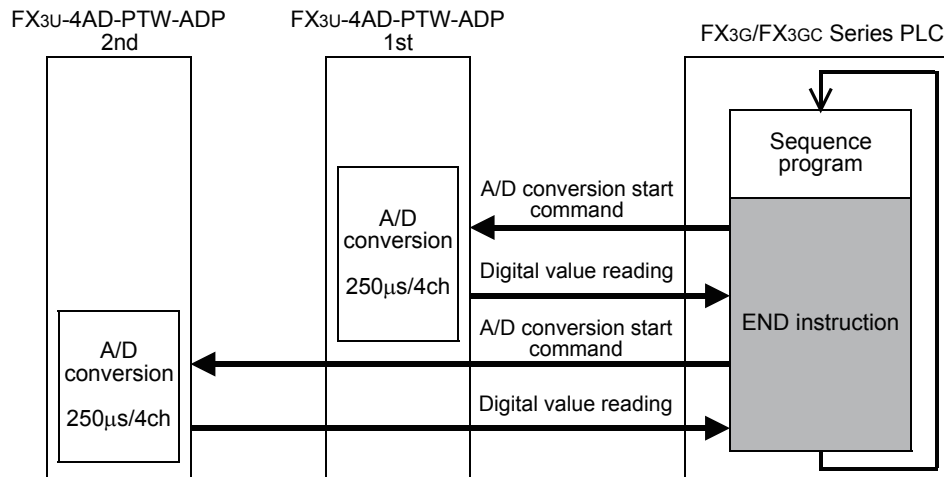 FX3U-4AD-PTW-ADP
2nd
FX3U-4AD-PTW-ADP
1st
FX3G/FX3GC Series PLC
Sequence
program
A/D conversion start
command
A/D
conversion
250μs/4ch
Digital value reading
END instruction
A/D conversion start
command
A/D
conversion
250μs/4ch
Digital value reading